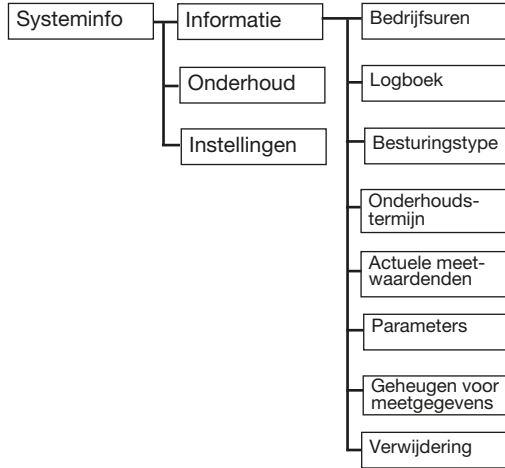 Systeminfo
Informatie
Bedrijfsuren
Onderhoud
Logboek
Instellingen
Besturingstype
Onderhouds-
termijn
Actuele meet-
waardenden
Parameters
Geheugen voor
meetgegevens
Verwijdering